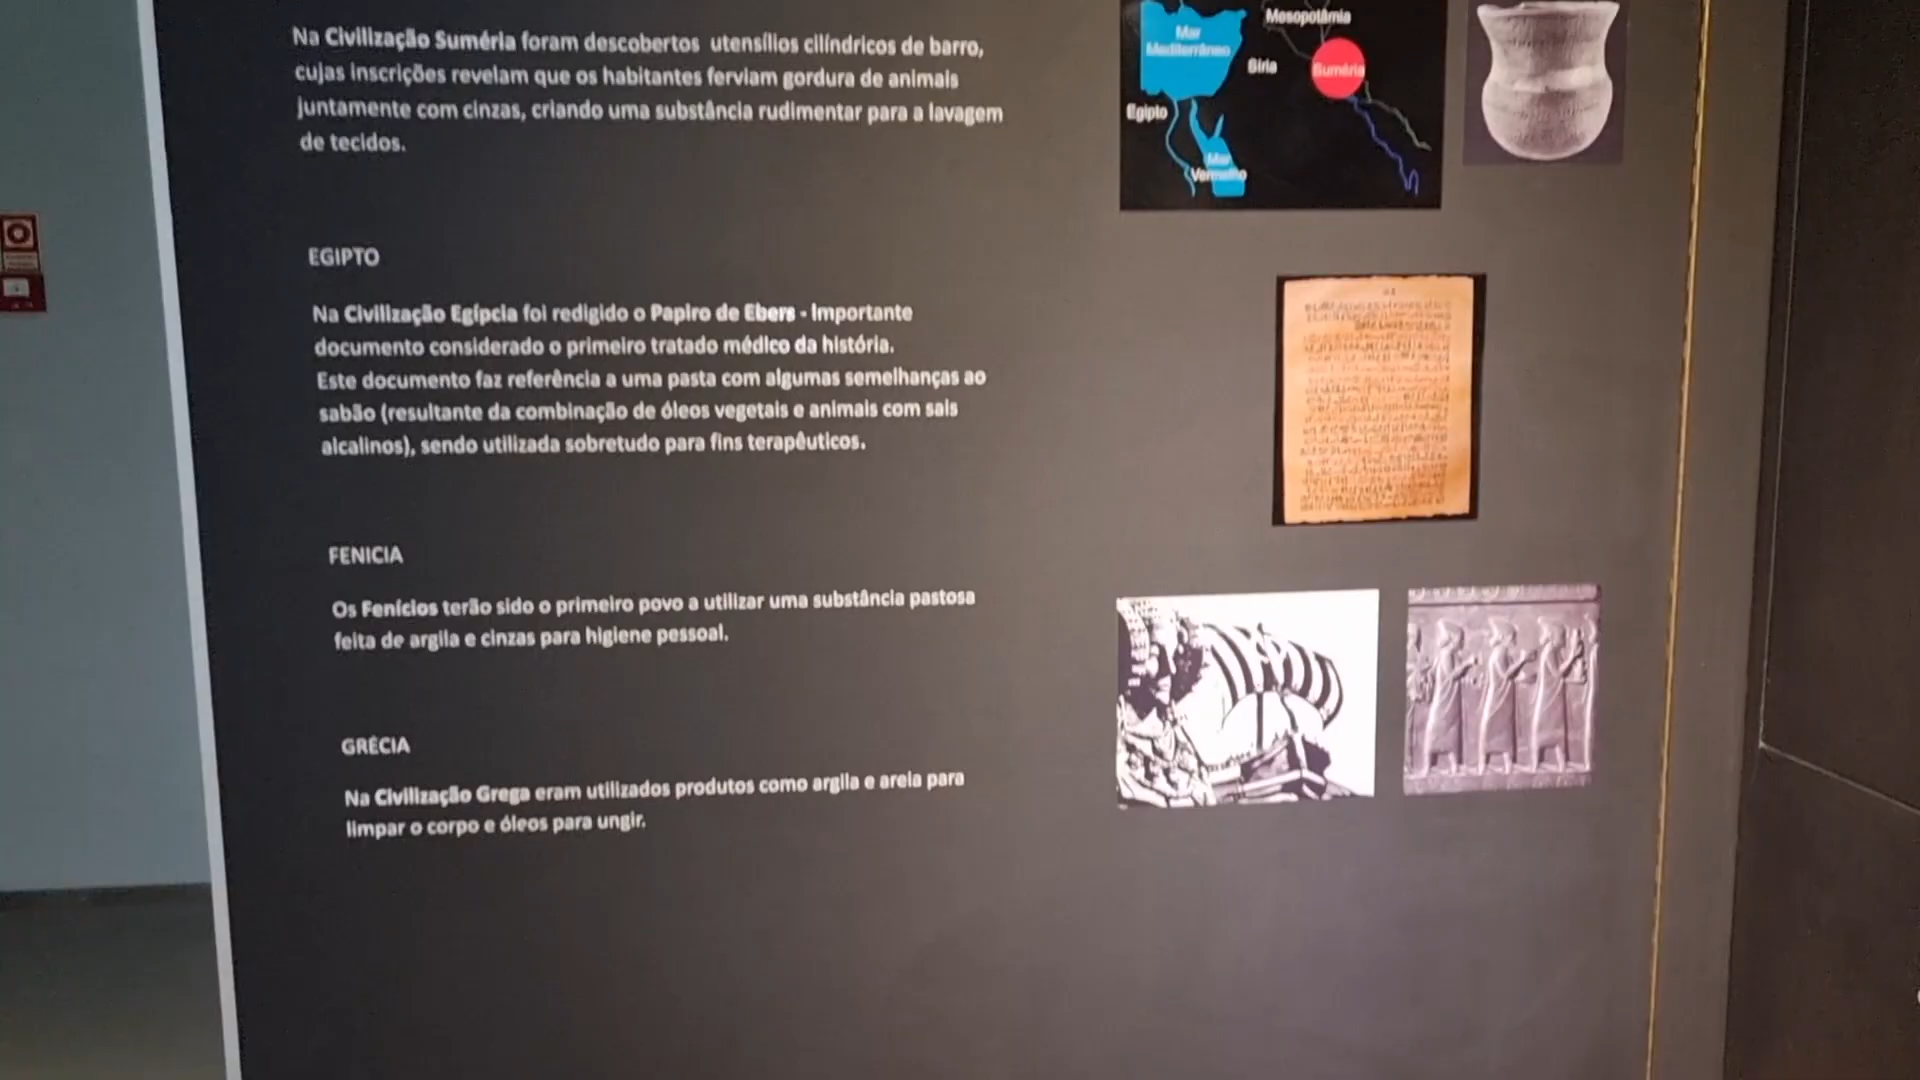 Na Civilização Suméria foram descobertos utensílios cilíndricos de barro,
cujas inscrições revelam que os habitantes ferviam gordura de animais
juntamente com cinzas, criando uma substância rudimentar para a lavagem
de tecidos.
Mesopotâmia
Mar
Mediterrâneo
Síria
Suméria
Egipto
Mar
Vermelho
EGIPTO
Na Civilização Egípcia foi redigido o Papiro de Ebers - Importante
documento considerado o primeiro tratado médico da história.
Este documento faz referência a uma pasta com algumas semelhanças ao
sabão (resultante da combinação de óleos vegetais e animais com sais
alcalinos), sendo utilizada sobretudo para fins terapêuticos.
FENICIA
Os Fenícios terão sido o primeiro povo a utilizar uma substância pastosa
feita de argila e cinzas para higiene pessoal.
GRÉCIA
Na Civilização Grega eram utilizados produtos como argila e areia para
limpar o corpo e óleos para ungir.